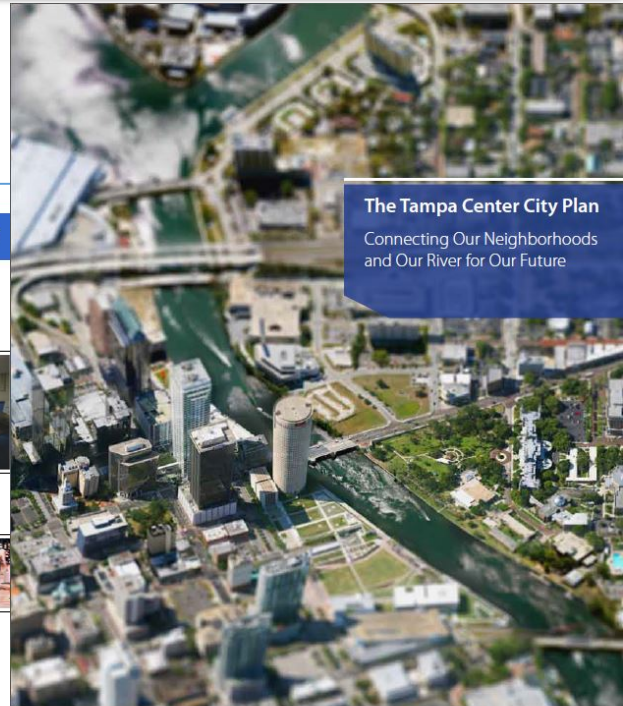 The Tampa Center City Plan
Connecting Our Neighborhoods
and Our River for Our Future